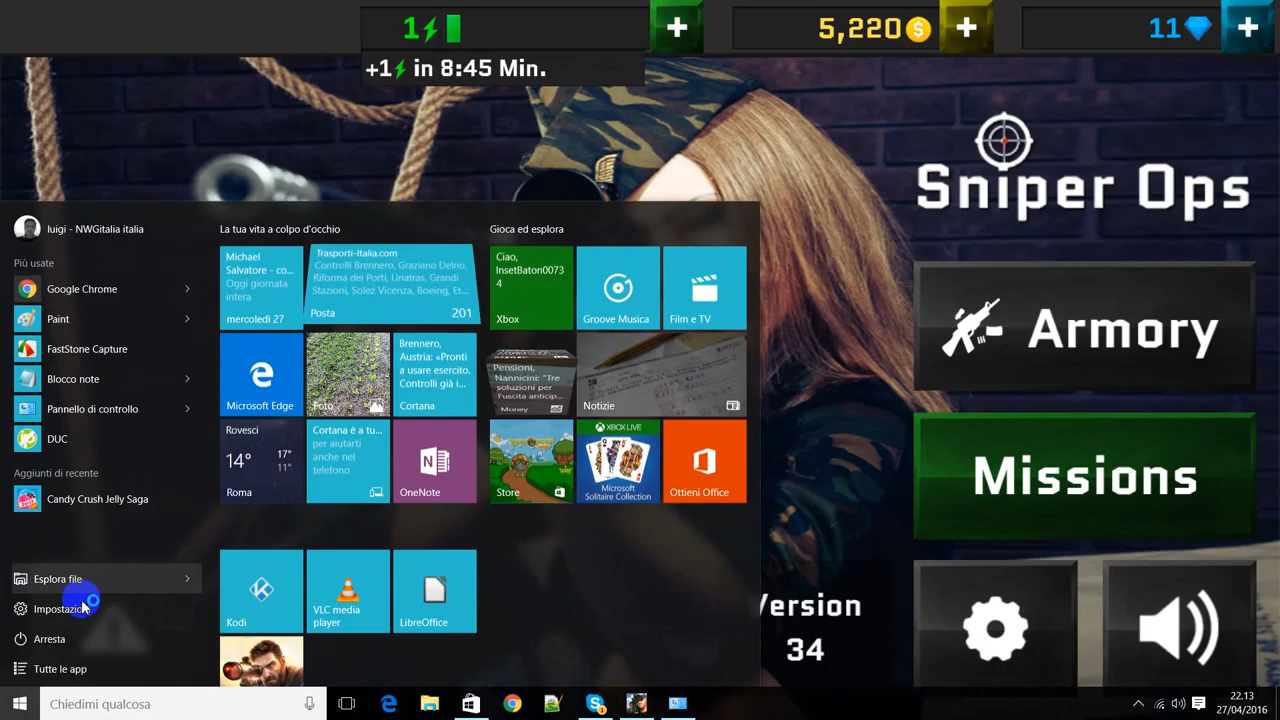 1
5,220
11
+1 in 8:45 Min.
Sniper Ops
Armory
Missions
Version
34
luigi - NWGitalia italia
Più usate
Google Chrome
Paint
FastStone Capture
Blocco note
Pannello di controllo
DUC
Aggiunti di recente
Candy Crush Jelly Saga
Esplora file
Impostazioni
Arresta
Tutte le app
La tua vita a colpo d'occhio
Michael
Salvatore - co...
Oggi giornata
intera
mercoledì 27
Trasporti-Italia.com
Controlli Brennero, Graziano Delrio,
Riforma dei Porti, Unatras, Grandi
Stazioni, Solez Vicenza, Boeing, Et...
Posta 201
Microsoft Edge
Foto
Brennero,
Austria: «Pronti
a usare esercito.
Controlli già i...
Cortana
Rovesci
14° 17°
11°
Roma
Cortana è a tu...
per aiutarti
anche nel
telefono
OneNote
Gioca ed esplora
Ciao,
InsetBaton0073
4
Xbox
Groove Musica
Film e TV
Pensioni,
Nannicini: "Tre
soluzioni per
l'uscita anticip...
Money
Notizie
Store
XBOX LIVE
Microsoft
Solitaire Collection
Ottieni Office
Kodi
VLC media
player
LibreOffice
Chiedimi qualcosa
22.13
27/04/2016